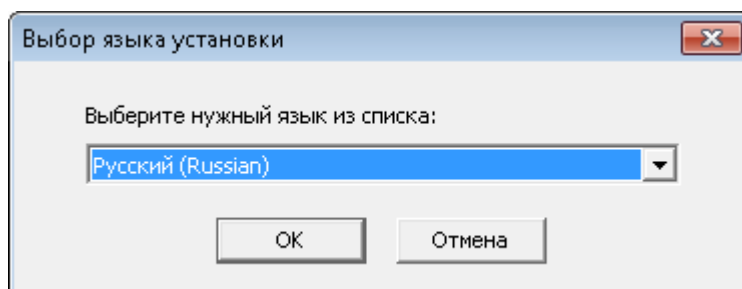 Выбор языка установки
Выберите нужный язык из списка:
Русский (Russian)
OK
Отмена